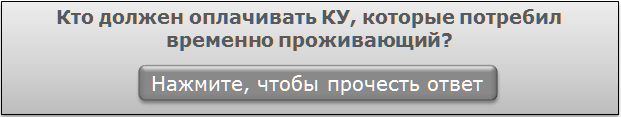 Кто должен оплачивать КУ, которые потребил
временно проживающий?
Нажмите, чтобы прочесть ответ